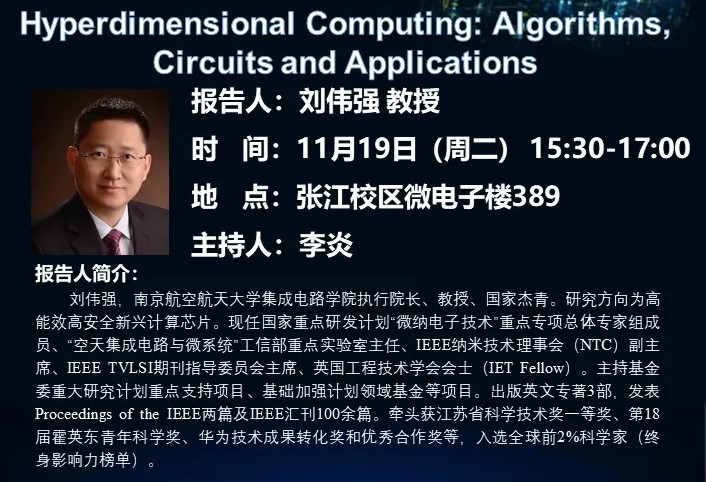 Hyperdimensional Computing: Algorithms,
Circuits and Applications
报告人：刘伟强 教授
时 间：11月19日（周二） 15:30-17:00
地 点：张江校区微电子楼389
主持人：李炎
报告人简介：
刘伟强，南京航空航天大学集成电路学院执行院长、教授、国家杰青。研究方向为高
能效高安全新兴计算芯片。现任国家重点研发计划“微纳电子技术”重点专项总体专家组成
员、“空天集成电路与微系统”工信部重点实验室主任、IEEE纳米技术理事会（NTC）副主
席、IEEE TVLSI期刊指导委员会主席、英国工程技术学会会士（IET Fellow）。主持基金
委重大研究计划重点支持项目、基础加强计划领域基金等项目。出版英文专著3部，发表
Proceedings of the IEEE两篇及IEEE汇刊100余篇。牵头获江苏省科学技术奖一等奖、第18
届霍英东青年科学奖、华为技术成果转化奖和优秀合作奖等，入选全球前2%科学家（终
身影响力榜单）。